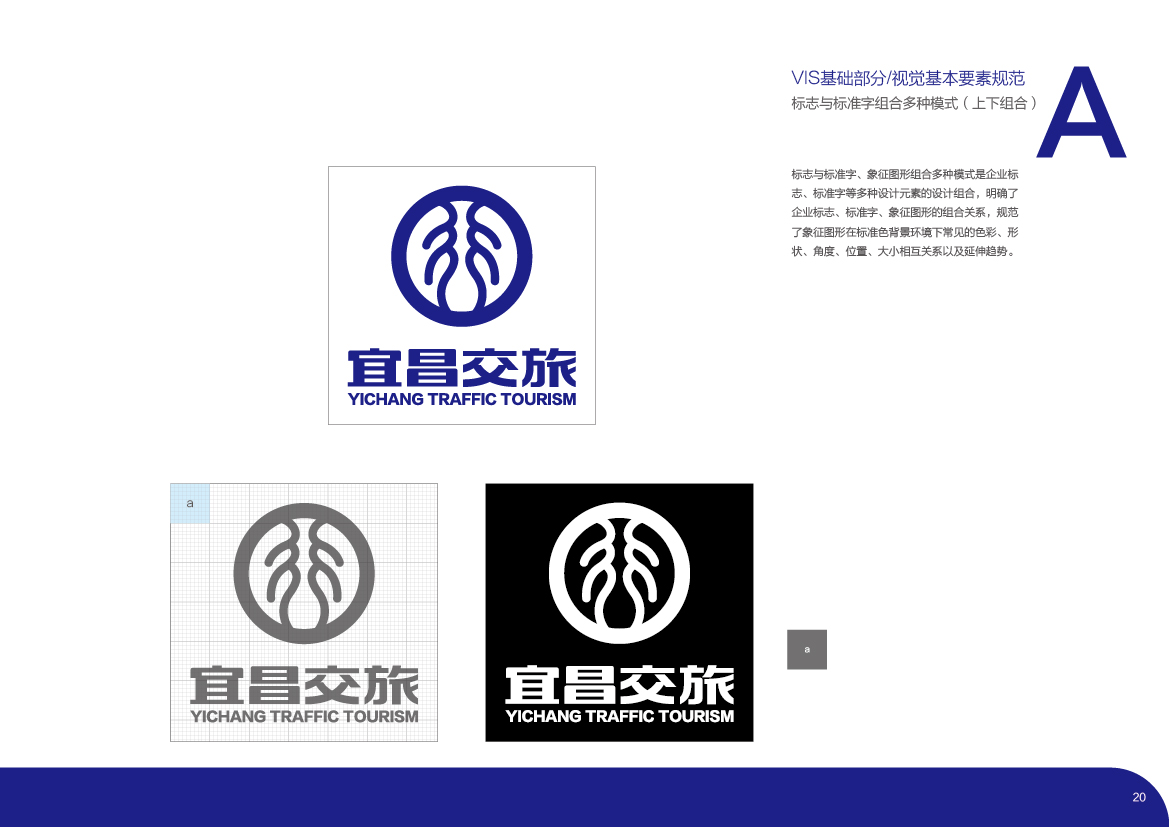 VIS基础部分/视觉基本要素规范
标志与标准字组合多种模式（上下组合）
A
标志与标准字、象征图形组合多种模式是企业标
志、标准字等多种设计元素的设计组合，明确了
企业标志、标准字、象征图形的组合关系，规范
了象征图形在标准色背景环境下常见的色彩、形
状、角度、位置、大小相互关系以及延伸趋势。
宜昌交旅
YICHANG TRAFFIC TOURISM
a
宜昌交旅
YICHANG TRAFFIC TOURISM
宜昌交旅
YICHANG TRAFFIC TOURISM
a
20